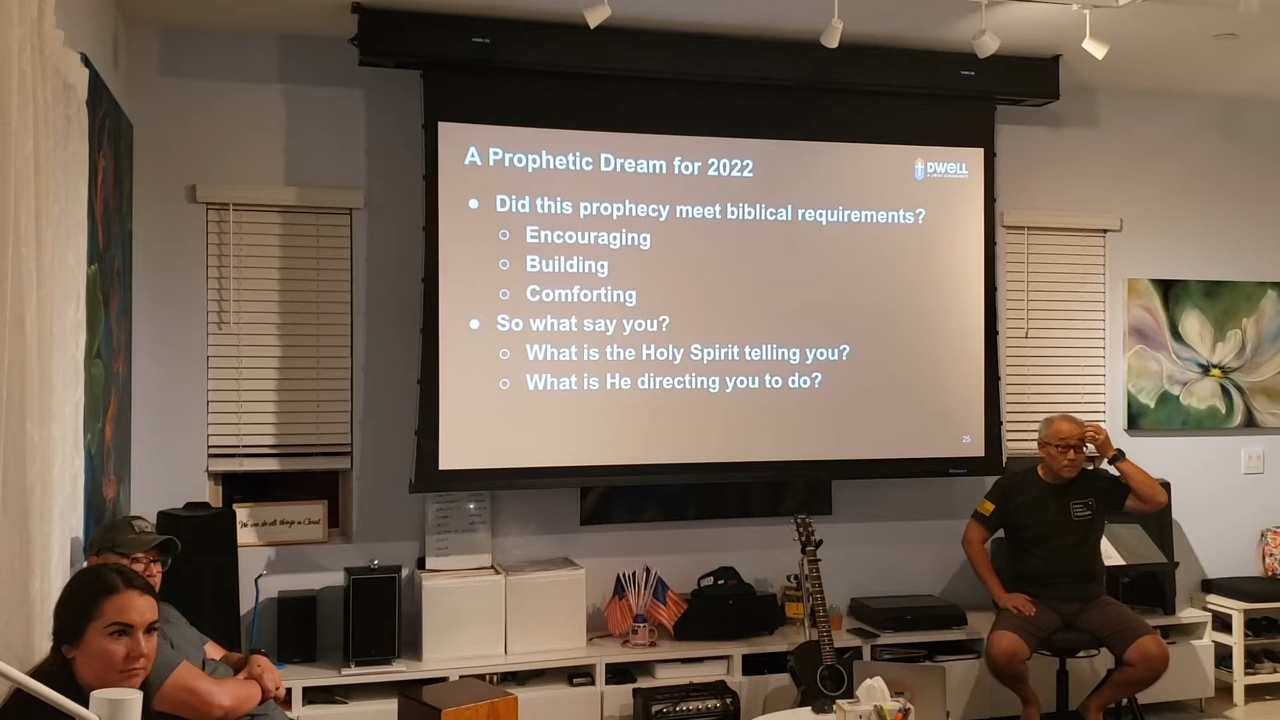 A Prophetic Dream for 2022
DWELL
● Did this prophecy meet biblical requirements?
○ Encouraging
○ Building
○ Comforting
● So what say you?
○ What is the Holy Spirit telling you?
○ What is He directing you to do?
25
We can do all things in Christ